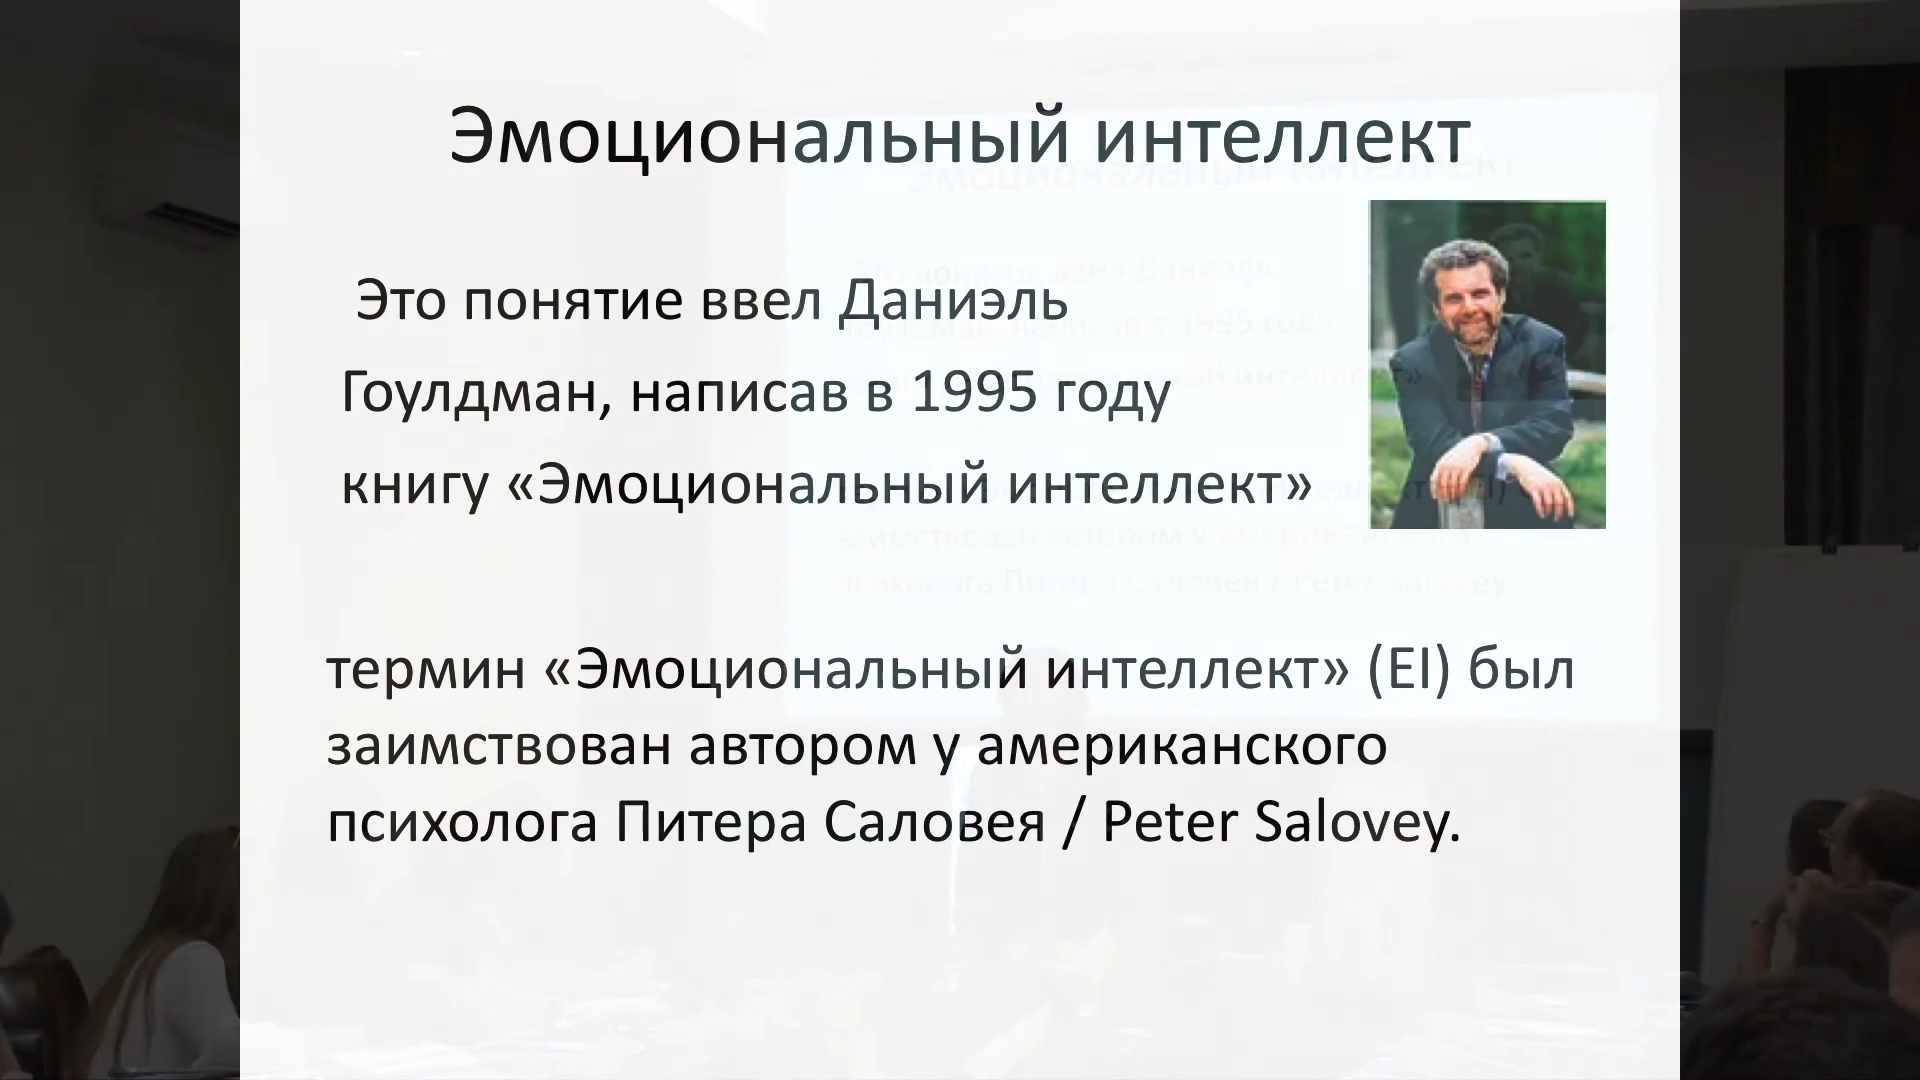 Эмоциональный интеллект
Это понятие ввел Даниэль
Гоулдман, написав в 1995 году
книгу «Эмоциональный интеллект»
термин «Эмоциональный интеллект» (EI) был
заимствован автором у американского
психолога Питера Саловея / Peter Salovey.